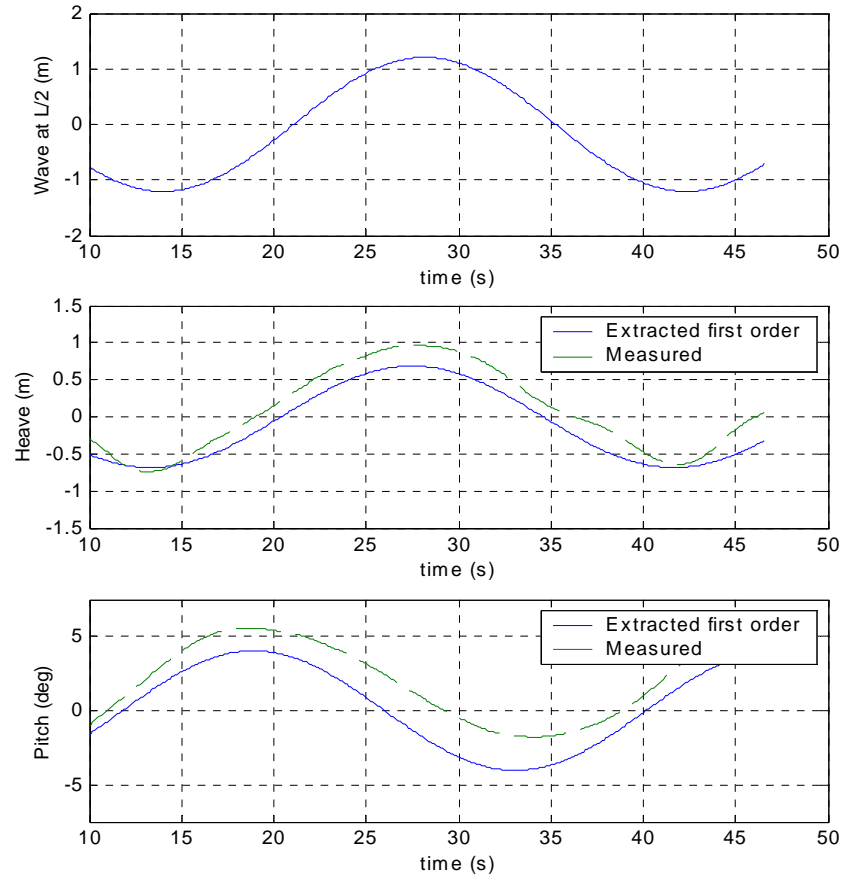 2
1
0
-1
-2
Wave at L/2 (m)
10 15 20 25 30 35 40 45 50
time (s)
1.5
1
0.5
0
-0.5
-1
-1.5
Heave (m)
Extracted first order
Measured
10 15 20 25 30 35 40 45 50
time (s)
5
0
-5
Pitch (deg)
Extracted first order
Measured
10 15 20 25 30 35 40 45 50
time (s)